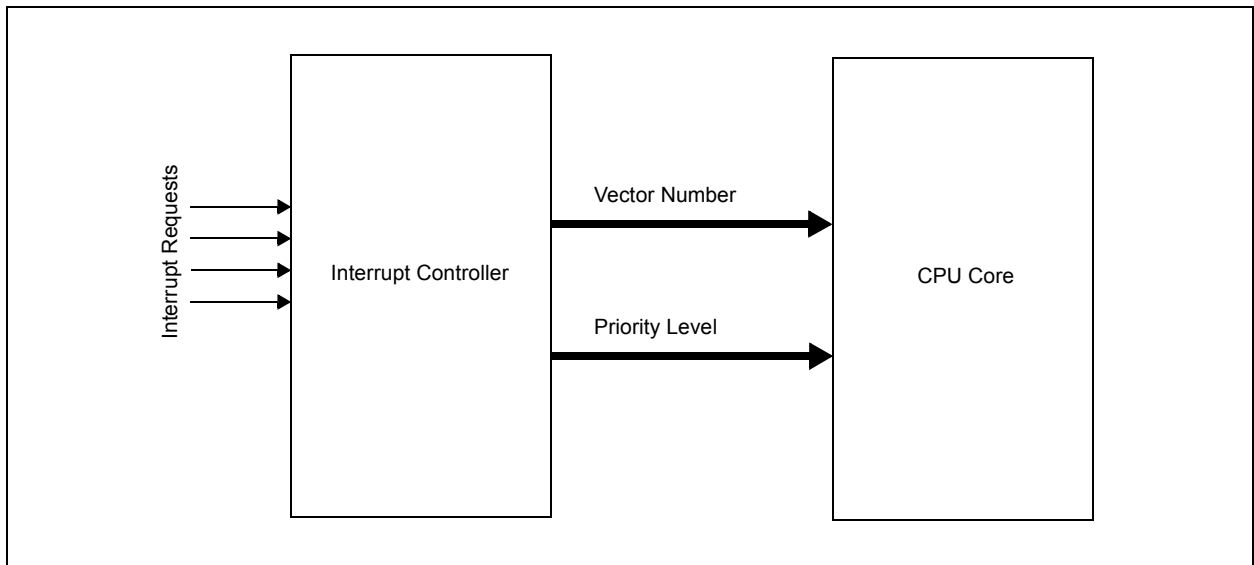 Interrupt Requests
Interrupt Controller
Vector Number
Priority Level
CPU Core